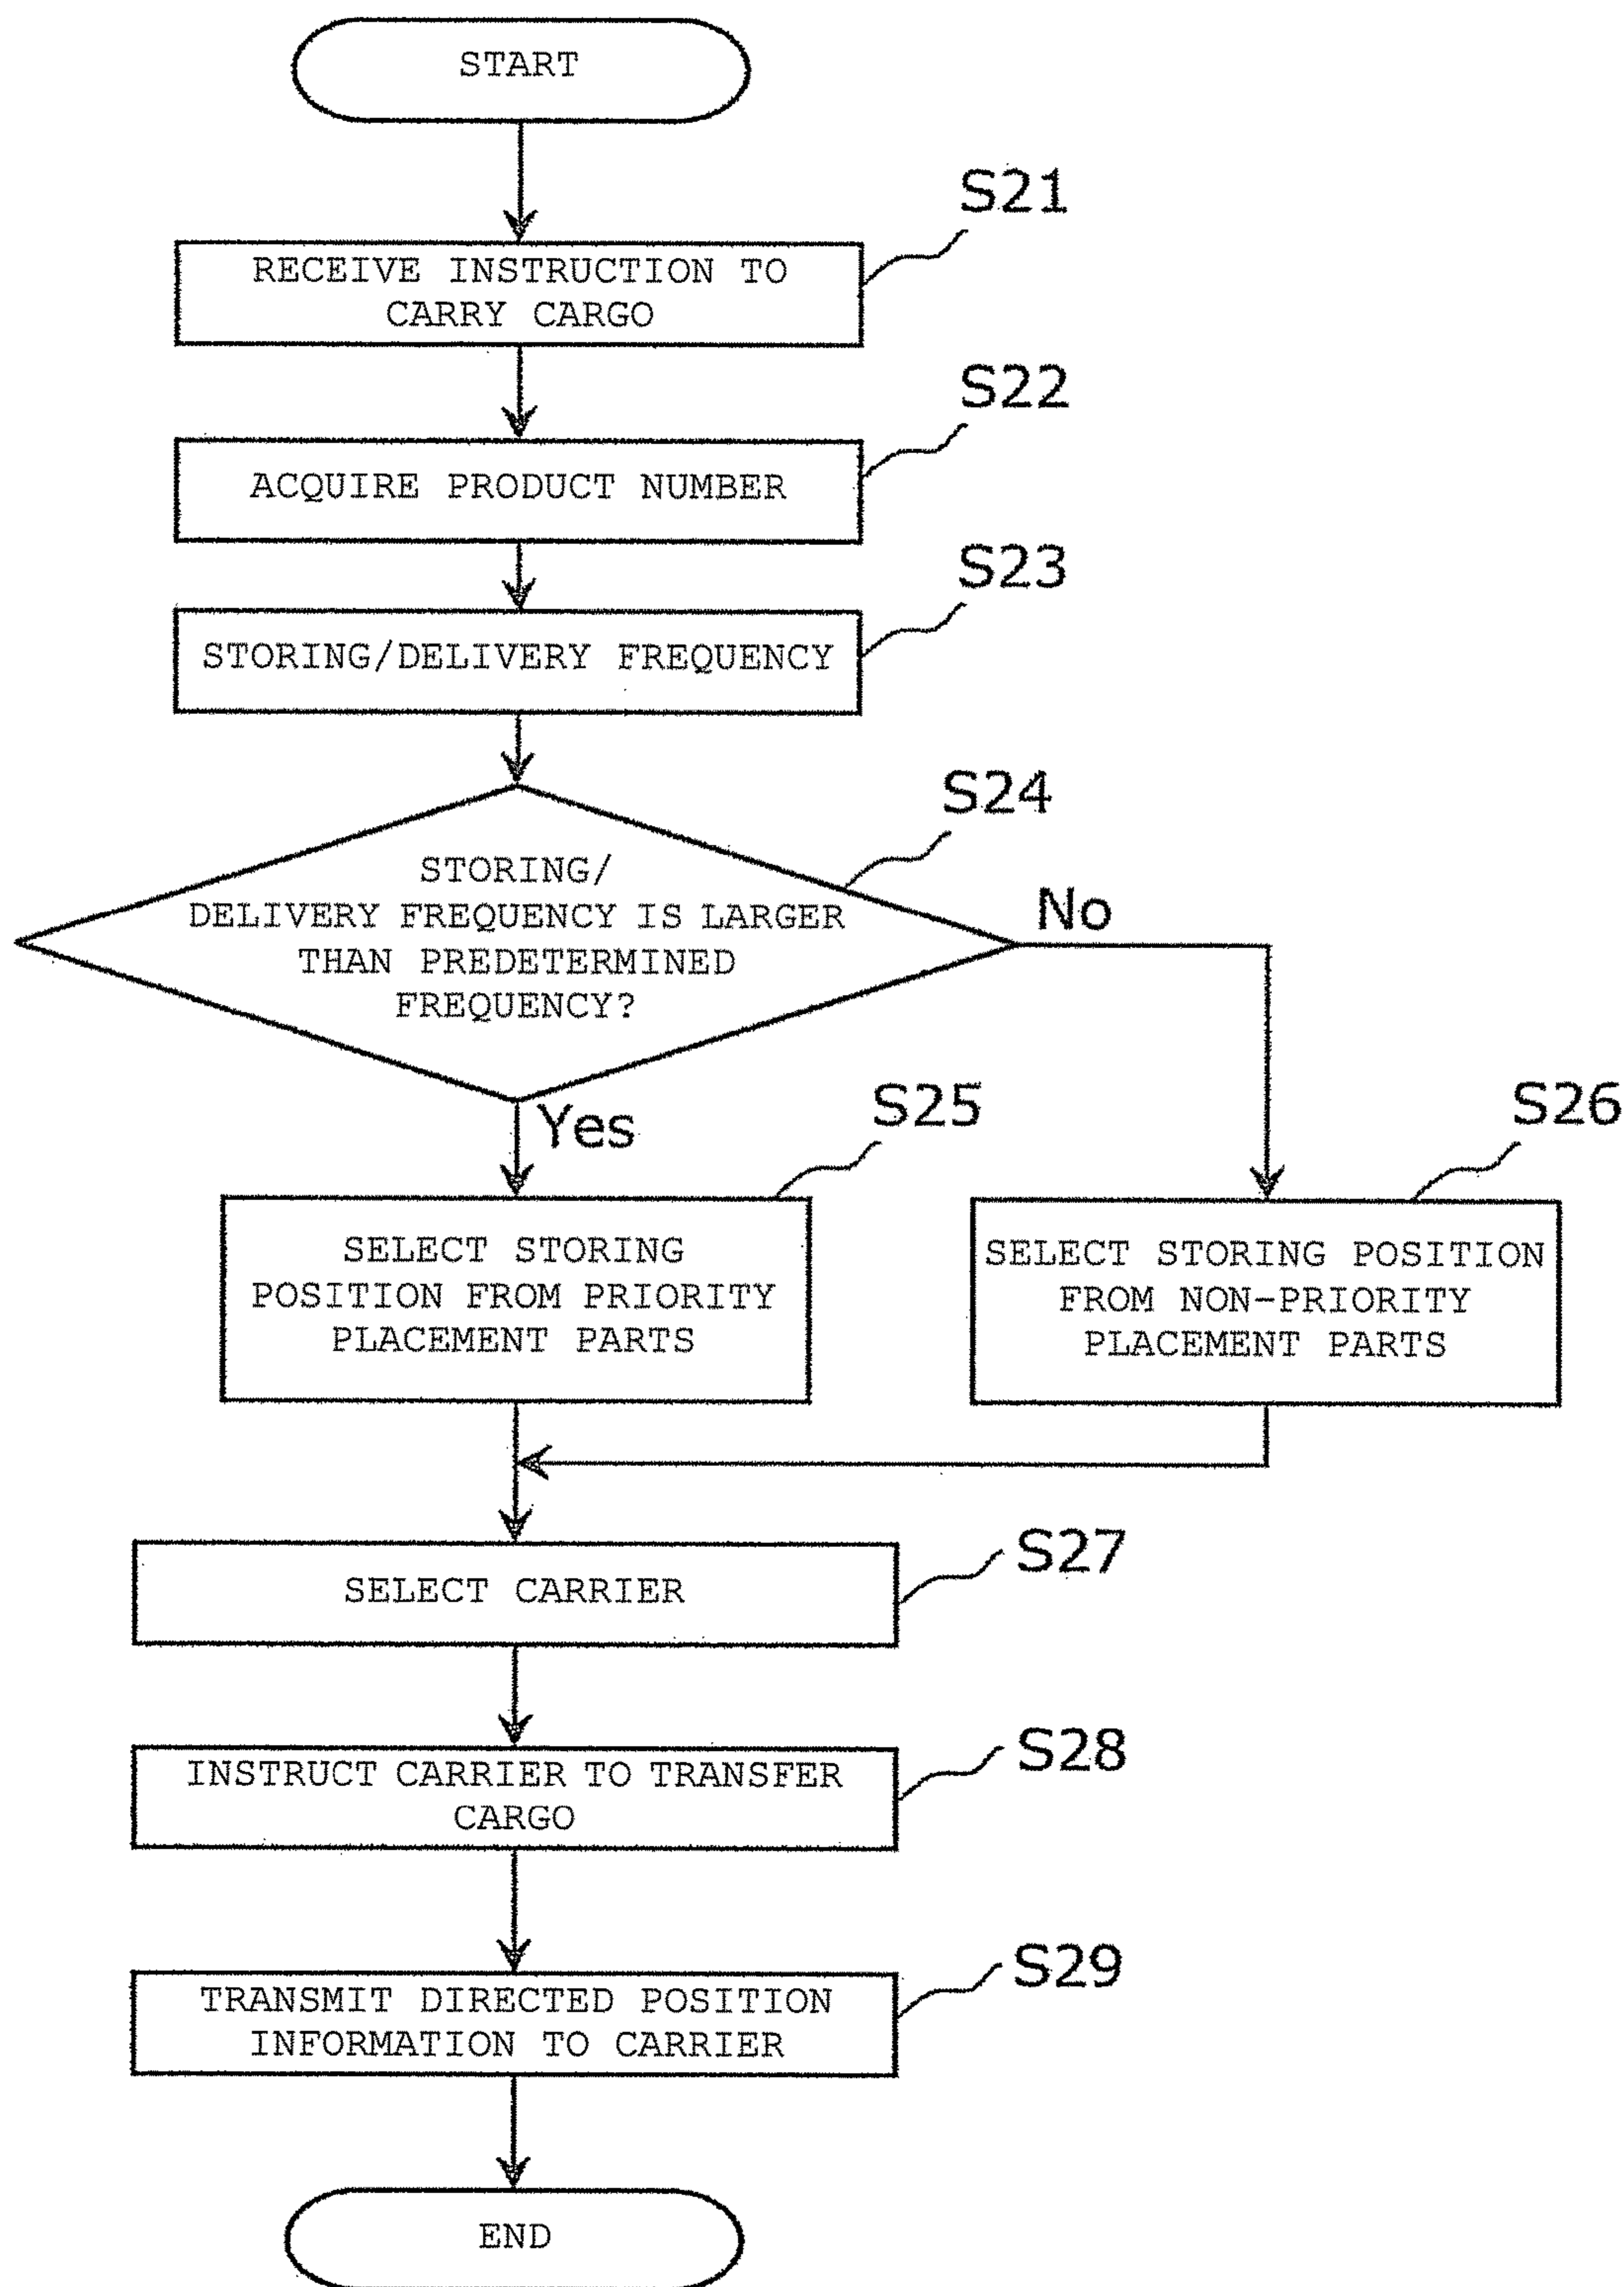 START
S21
RECEIVE INSTRUCTION TO
CARRY CARGO
S22
ACQUIRE PRODUCT NUMBER
S23
STORING/DELIVERY FREQUENCY
S24
STORING/
DELIVERY FREQUENCY IS LARGER
THAN PREDETERMINED
FREQUENCY?
No
Yes
S25
SELECT STORING
POSITION FROM PRIORITY
PLACEMENT PARTS
S26
SELECT STORING POSITION
FROM NON-PRIORITY
PLACEMENT PARTS
S27
SELECT CARRIER
S28
INSTRUCT CARRIER TO TRANSFER
CARGO
S29
TRANSMIT DIRECTED POSITION
INFORMATION TO CARRIER
END